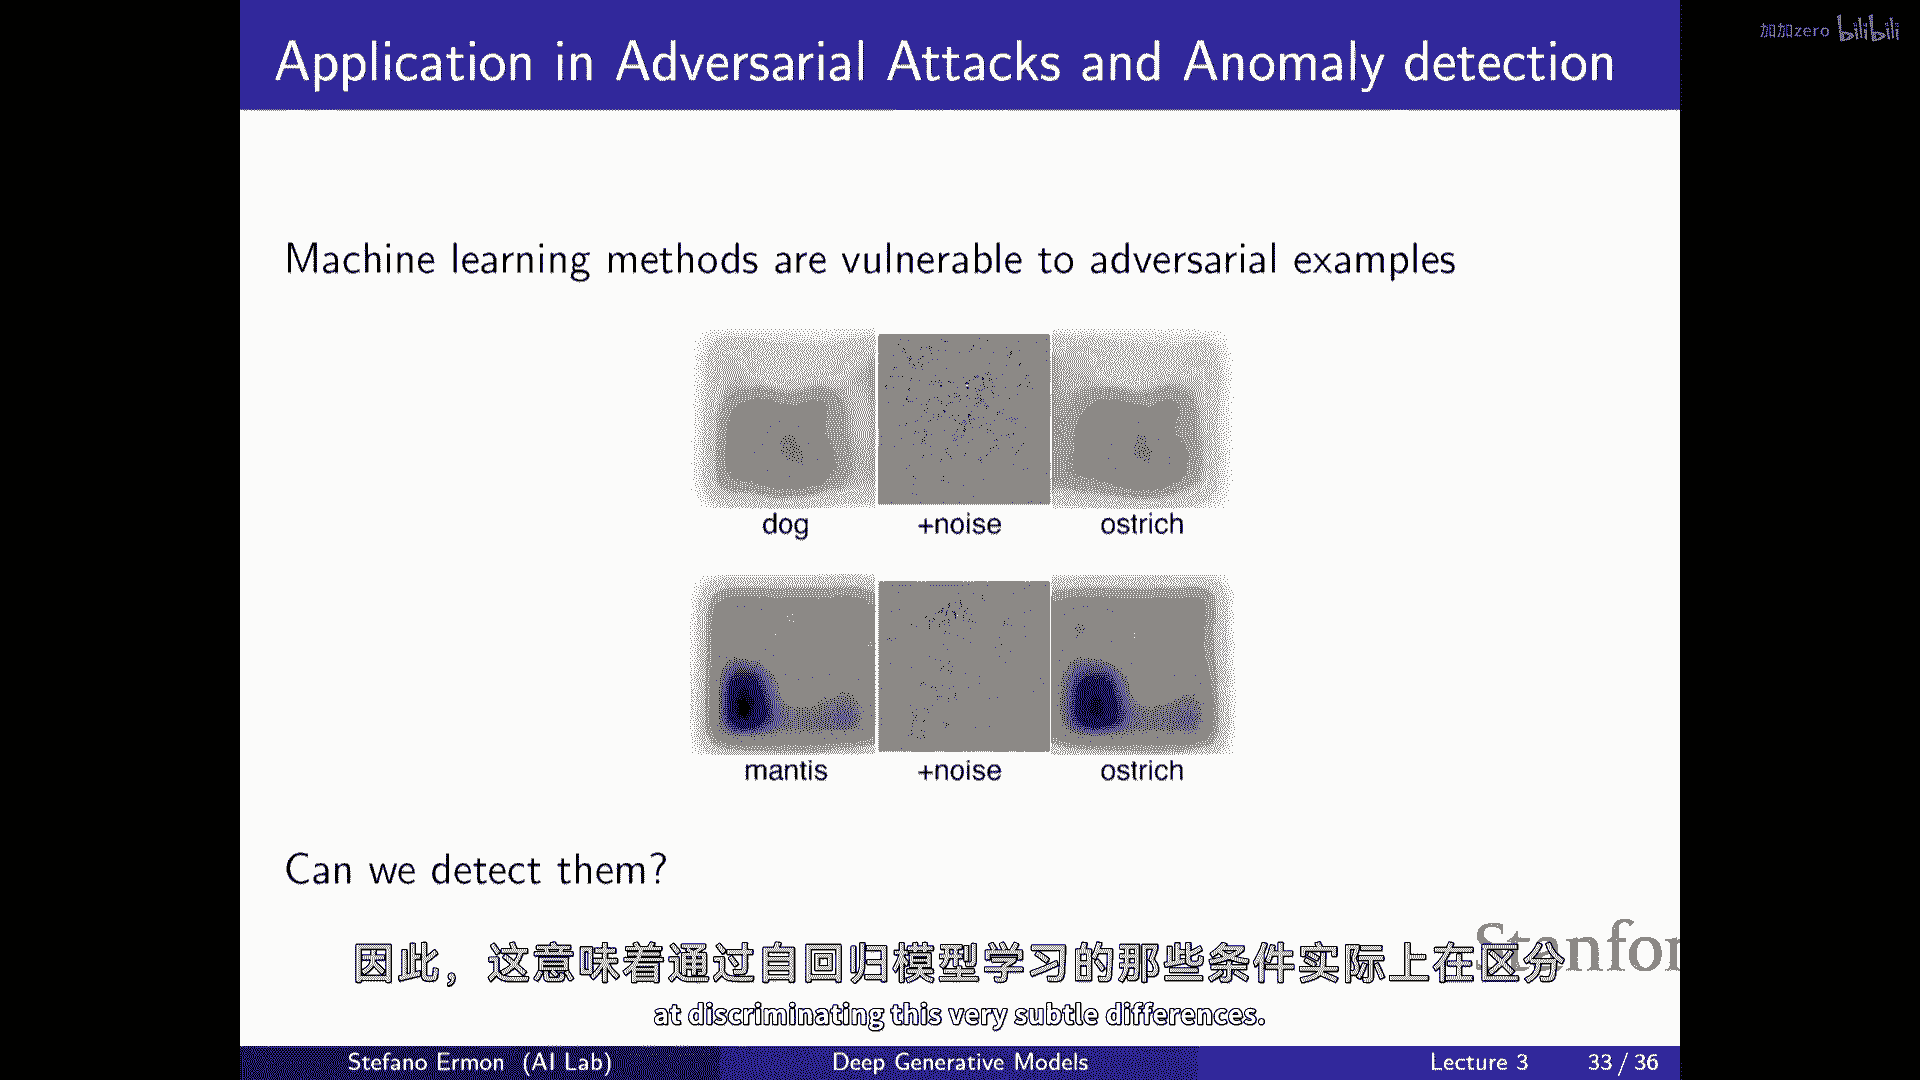 Application in Adversarial Attacks and Anomaly detection
加加zero bilibili
Machine learning methods are vulnerable to adversarial examples
dog +noise ostrich
mantis +noise ostrich
Can we detect them?
Stanfor
因此，这意味着通过自回归模型学习的那些条件实际上在区分
at discriminating this very subtle differences.
Stefano Ermon (AI Lab) Deep Generative Models Lecture 3 33 / 36